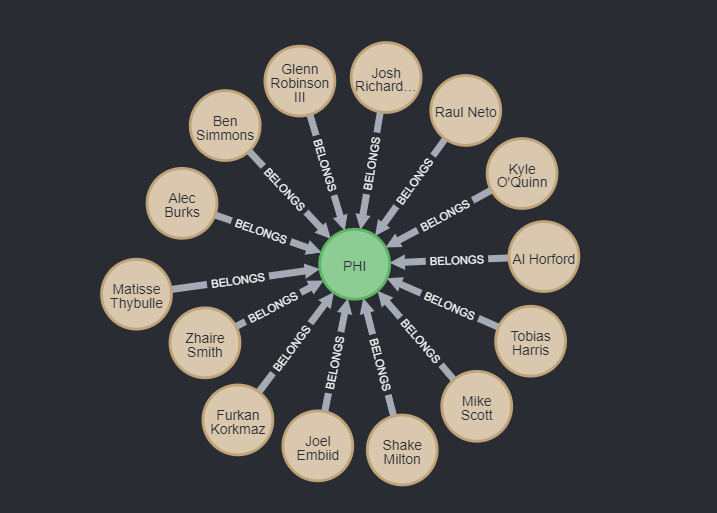 Glenn
Robinson
III
Josh
Richard...
Raul Neto
Ben
Simmons
Kyle
O'Quinn
Alec
Burks
Al Horford
PHI
Matisse
Thybulle
Zhaire
Smith
Tobias
Harris
Furkan
Korkmaz
Mike
Scott
Joel
Embiid
Shake
Milton
BELONGS
BELONGS
BELONGS
BELONGS
BELONGS
BELONGS
BELONGS
BELONGS
BELONGS
BELONGS
BELONGS
BELONGS
BELONGS
BELONGS